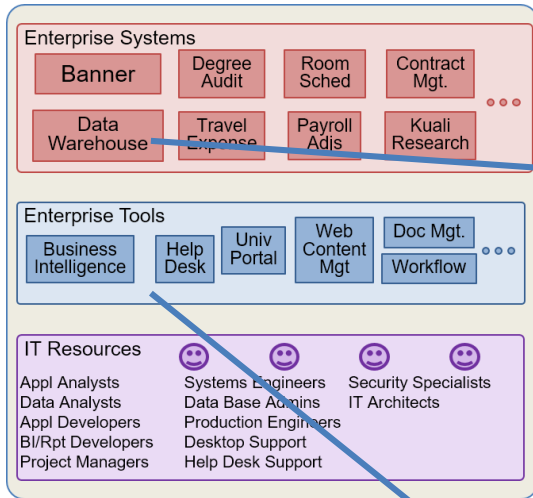 Enterprise Systems
Banner
Degree
Audit
Room
Sched
Contract
Mgt.
Data
Warehouse
Travel
Expense
Payroll
Adjs
Kuali
Research
Enterprise Tools
Business
Intelligence
Help
Desk
Univ
Portal
Web
Content
Mgt
Doc Mgt.
Workflow
IT Resources
Appl Analysts
Data Analysts
Appl Developers
BI/Rpt Developers
Project Managers
Systems Engineers
Data Base Admins
Production Engineers
Desktop Support
Help Desk Support
Security Specialists
IT Architects